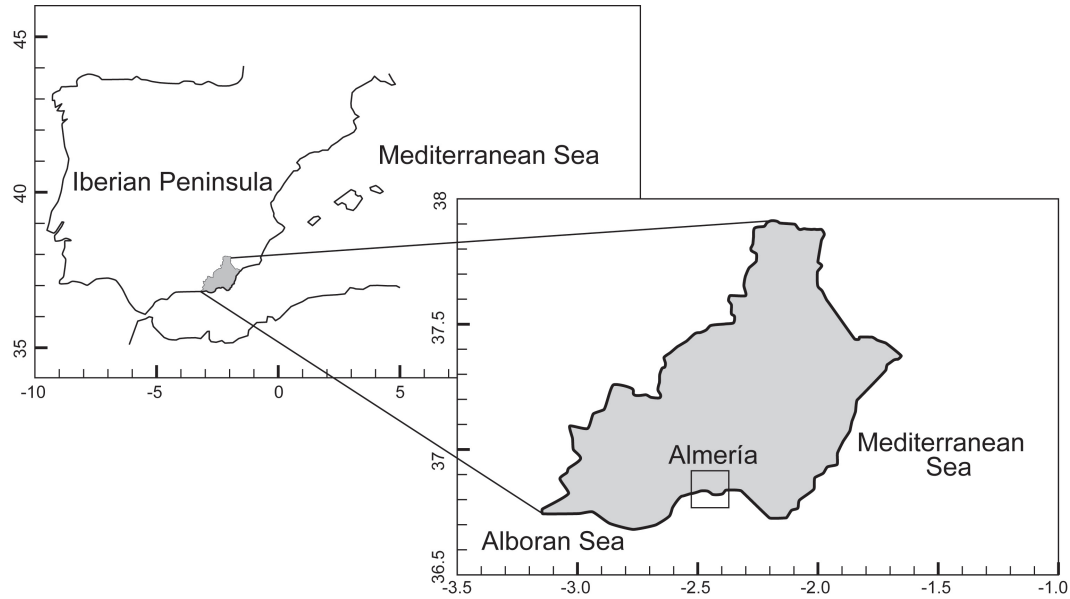 45
40
35
-10
-5
0
5
Iberian Peninsula
Mediterranean Sea
38
37.5
37
36.5
-3.5
-3.0
-2.5
-2.0
-1.5
-1.0
Almería
Mediterranean
Sea
Alboran Sea